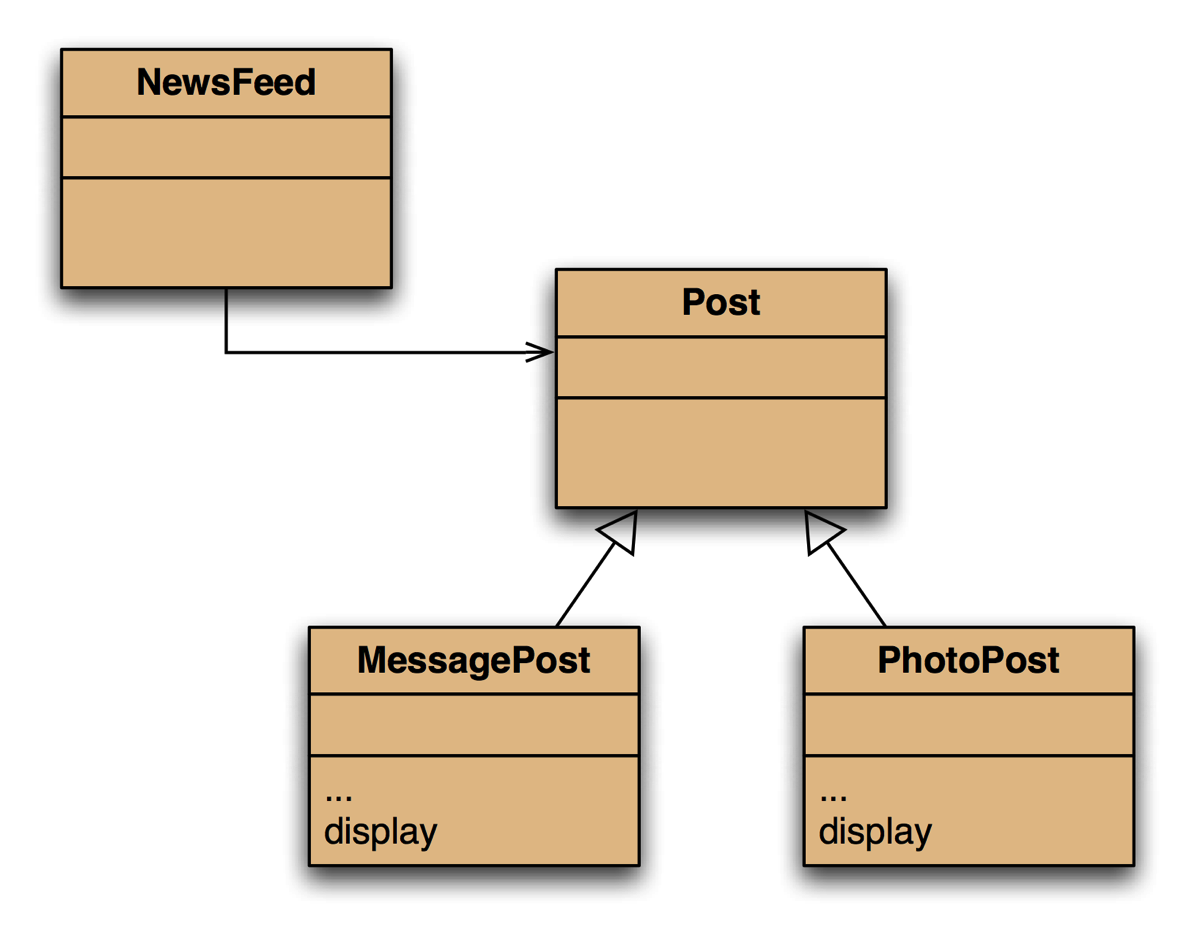 NewsFeed
Post
MessagePost
...
display
PhotoPost
...
display